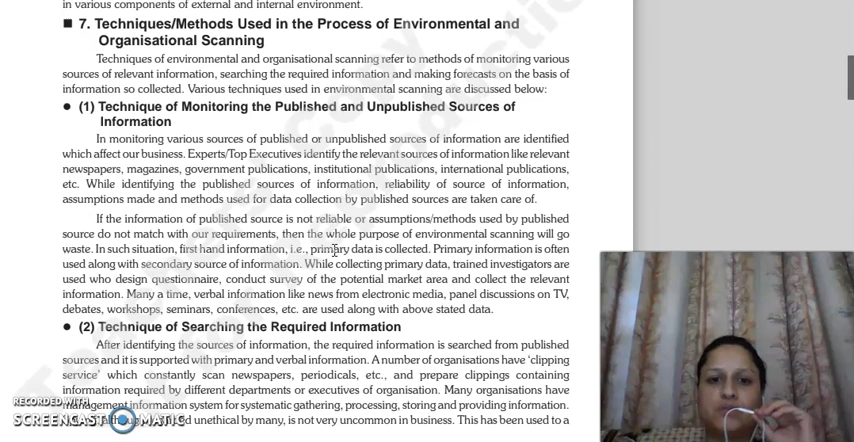 in various components of external and internal environment.
7. Techniques/Methods Used in the Process of Environmental and
Organisational Scanning
Techniques of environmental and organisational scanning refer to methods of monitoring various
sources of relevant information, searching the required information and making forecasts on the basis of
information so collected. Various techniques used in environmental scanning are discussed below:
(1) Technique of Monitoring the Published and Unpublished Sources of
Information
In monitoring various sources of published or unpublished sources of information are identified
which affect our business. Experts/Top Executives identify the relevant sources of information like relevant
newspapers, magazines, government publications, institutional publications, international publications,
etc. While identifying the published sources of information, reliability of source of information,
assumptions made and methods used for data collection by published sources are taken care of.
If the information of published source is not reliable or assumptions/methods used by published
source do not match with our requirements, then the whole purpose of environmental scanning will go
waste. In such situation, first hand information, i.e., primary data is collected. Primary information is often
used along with secondary source of information. While collecting primary data, trained investigators are
used who design questionnaire, conduct survey of the potential market area and collect the relevant
information. Many a time, verbal information like news from electronic media, panel discussions on TV,
debates, workshops, seminars, conferences, etc. are used along with above stated data.
(2) Technique of Searching the Required Information
After identifying the sources of information, the required information is searched from published
sources and it is supported with primary and verbal information. A number of organisations have 'clipping
service' which constantly scan newspapers, periodicals, etc., and prepare clippings containing
information required by different departments or executives of organisation. Many organisations have
management information system for systematic gathering, processing, storing and providing information.
unethical by many, is not very uncommon in business. This has been used to a
RECORDED WITH
SCREENCAST MATIC